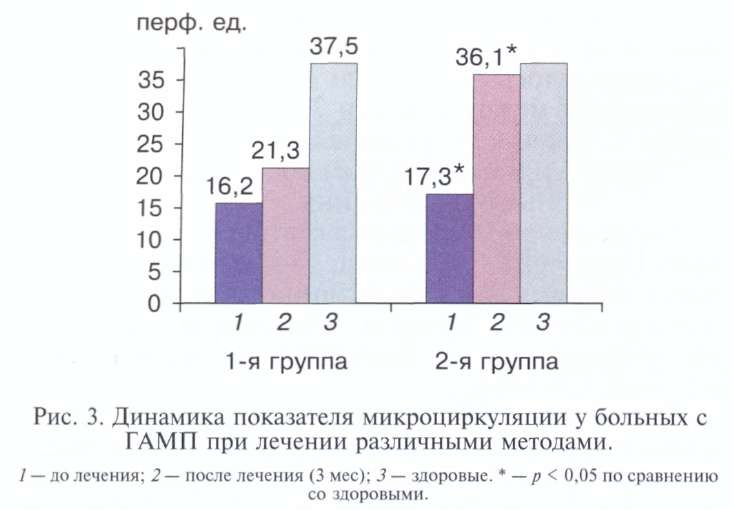 перф. ед.
37,5
36,1*
35
30
25
21,3
20
16,2
17,3*
15
10
5
0
1 2 3 1 2 3
1-я группа 2-я группа
Рис. 3. Динамика показателя микроциркуляции у больных с
ГАМП при лечении различными методами.
1 — до лечения; 2 — после лечения (3 мес); 3 — здоровые. * — p < 0,05 по сравнению
со здоровыми.